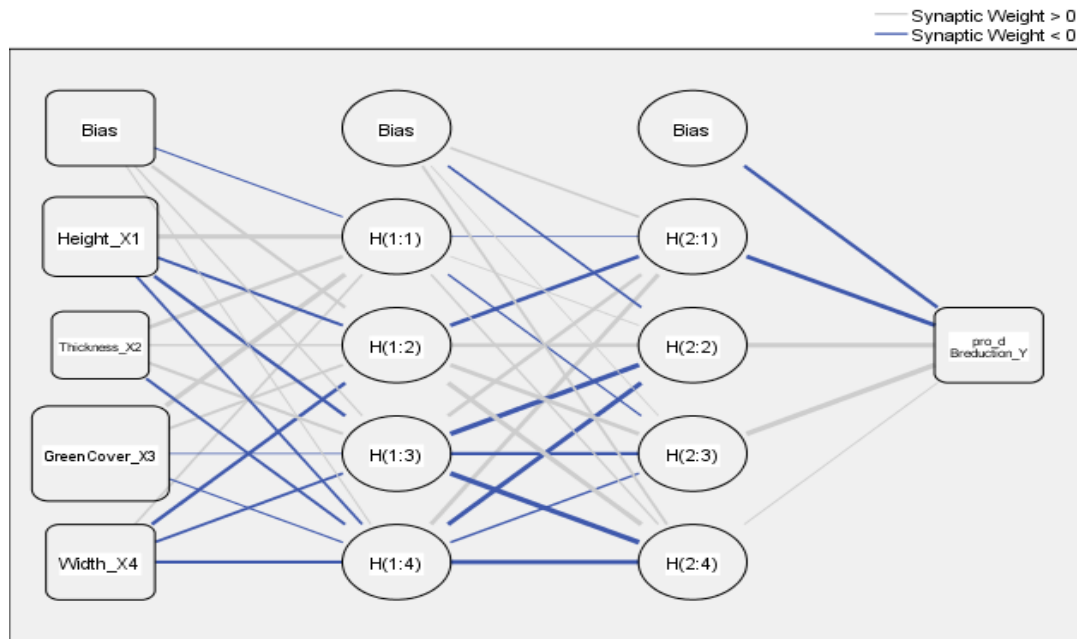 Synaptic Weight > 0
Synaptic Weight < 0
Bias
Bias
Bias
Height_X1
H(1:1)
H(2:1)
Thickness_X2
H(1:2)
H(2:2)
pro_d
Breduction_Y
GreenCover_X3
H(1:3)
H(2:3)
Width_X4
H(1:4)
H(2:4)